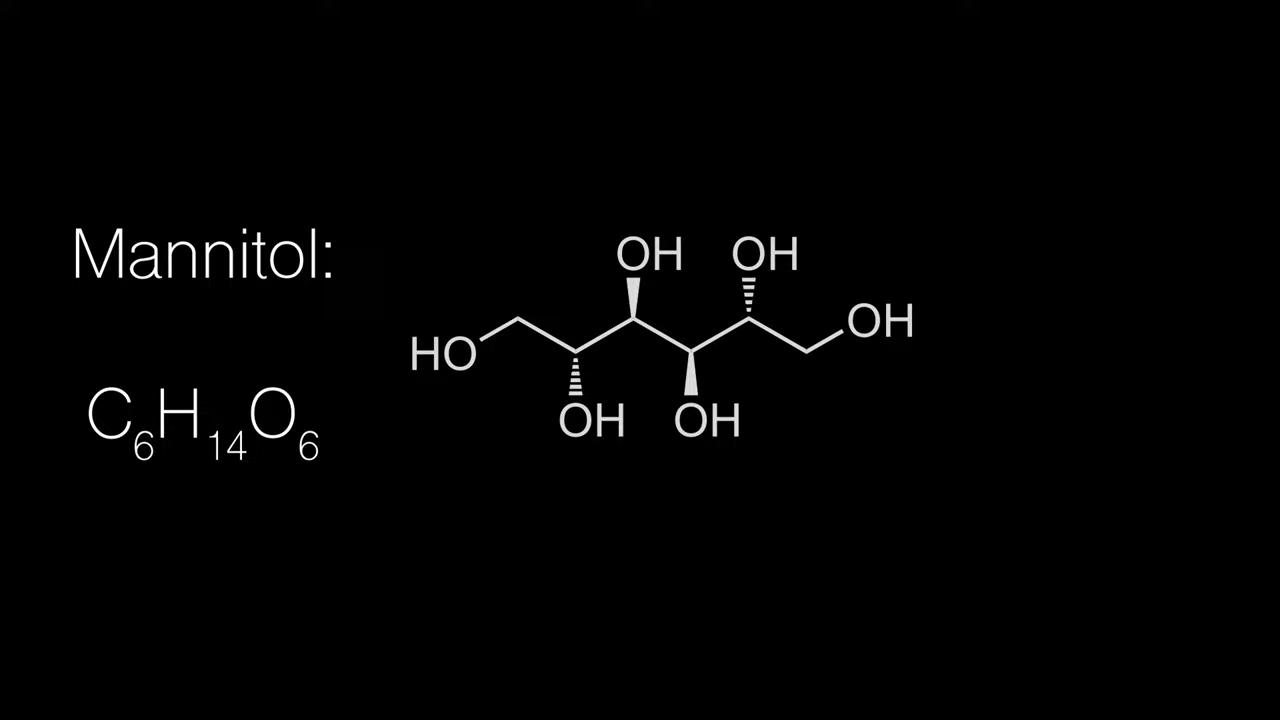 Mannitol:
C₆H₁₄O₆
OH OH
HO OH
OH OH